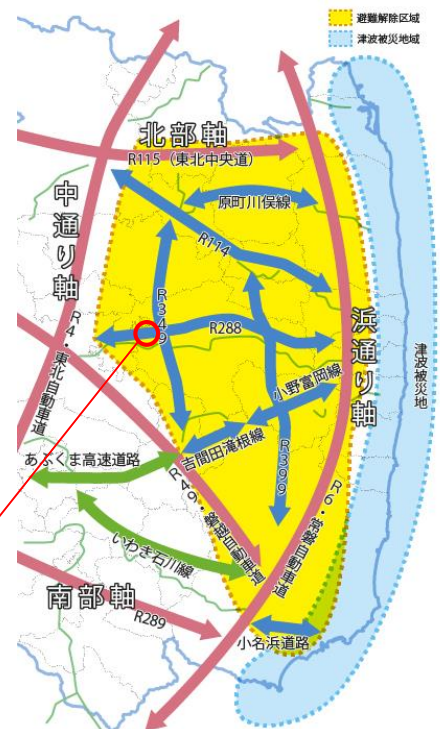 避難解除区域
津波被災地域
北部軸
R115（東北中央道）
中通り軸
原町川俣線
R114
R349
R288
浜通り軸
津波被災地
R4・東北自動車道
小野富岡線
あぶくま高速道路
吉間田滝根線
R399
R49・磐越自動車道
R6・常磐自動車道
いわき石川線
南部軸
R289
小名浜道路